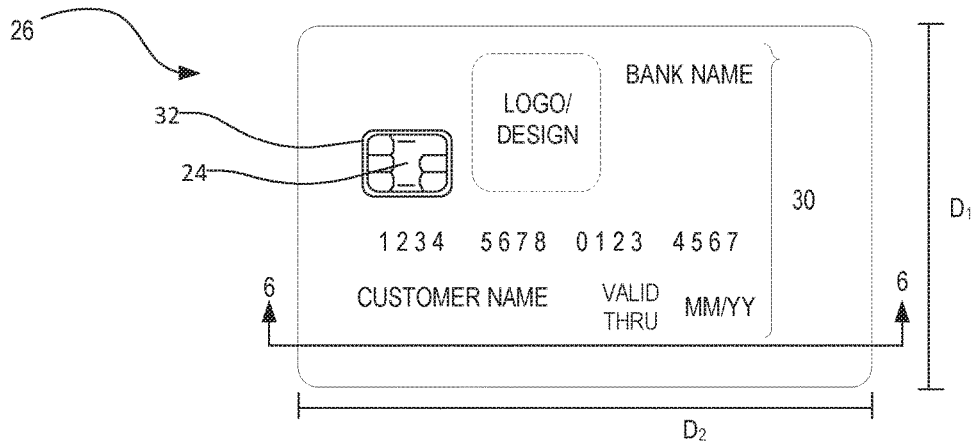 26
BANK NAME
LOGO/
DESIGN
32
24
30
D₁
1234 5678 0123 4567
6
6
CUSTOMER NAME
VALID
THRU
MM/YY
D₂